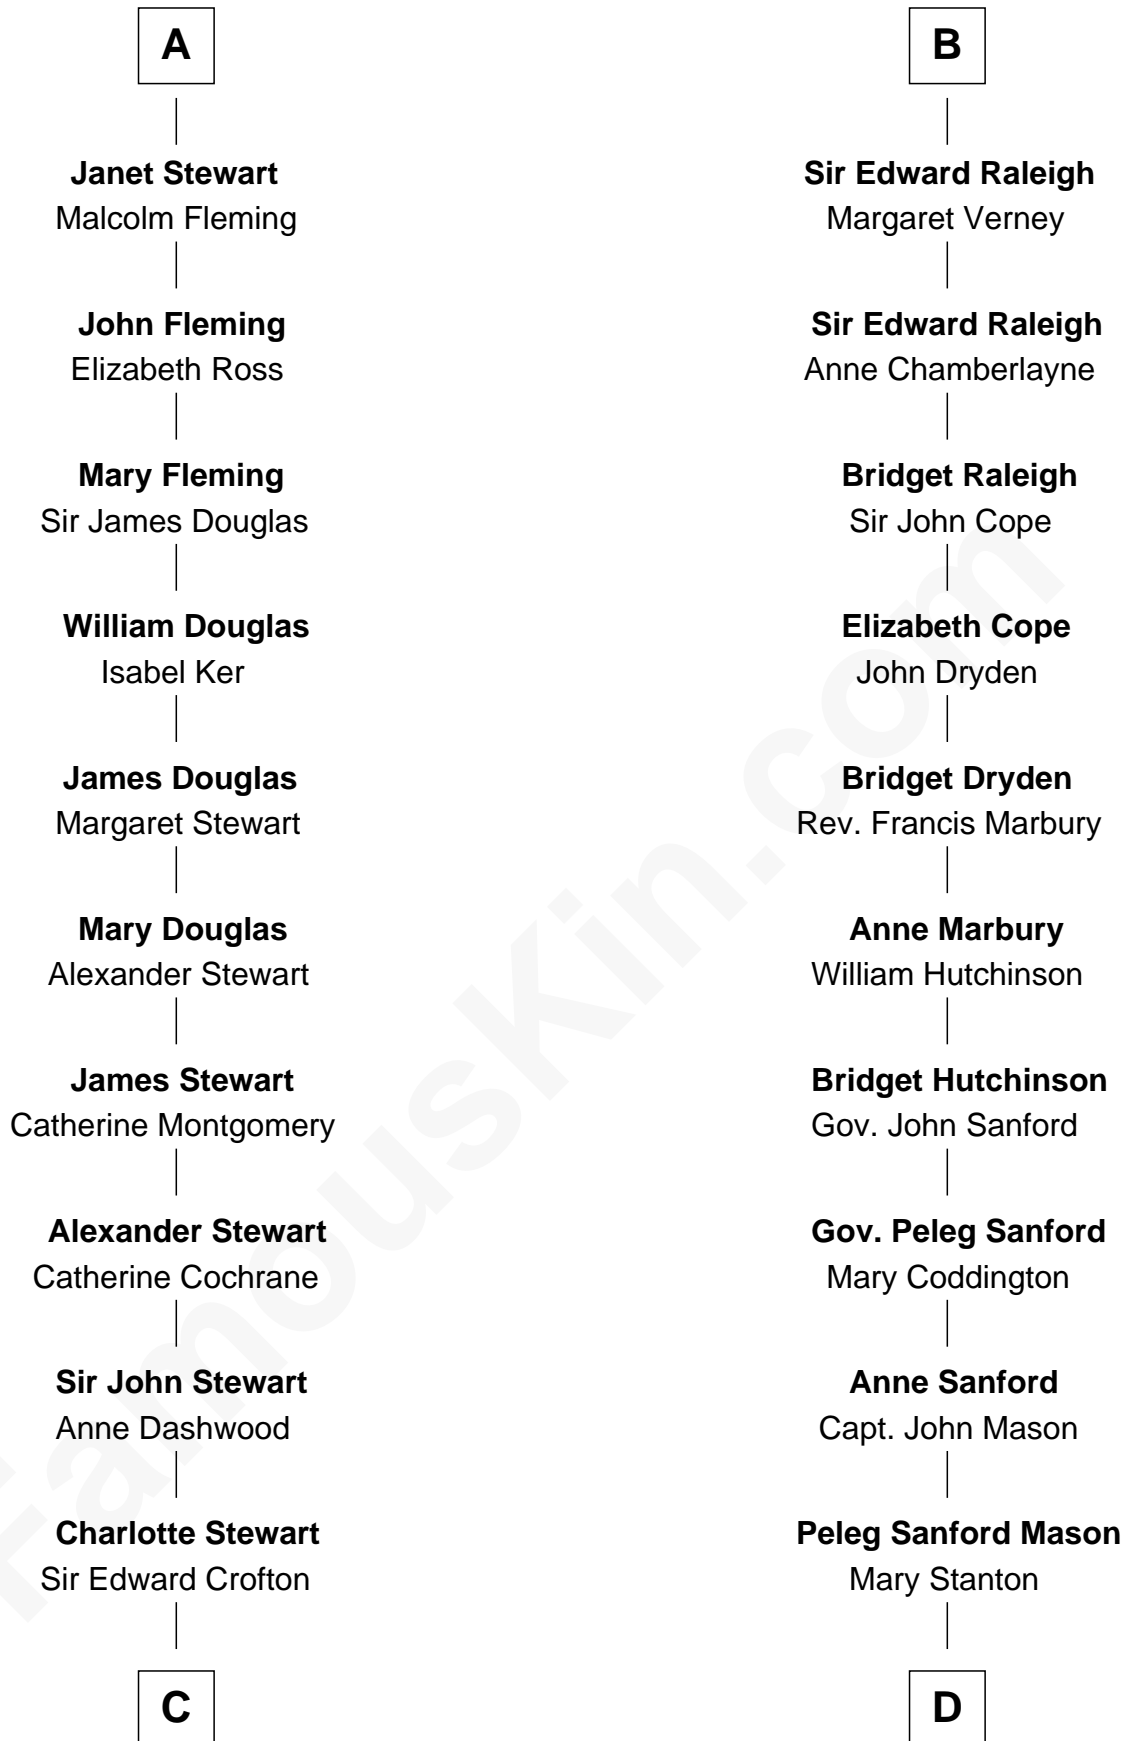 A
Janet Stewart
Malcolm Fleming
John Fleming
Elizabeth Ross
Mary Fleming
Sir James Douglas
William Douglas
Isabel Ker
James Douglas
Margaret Stewart
Mary Douglas
Alexander Stewart
James Stewart
Catherine Montgomery
Alexander Stewart
Catherine Cochrane
Sir John Stewart
Anne Dashwood
Charlotte Stewart
Sir Edward Crofton
C
B
Sir Edward Raleigh
Margaret Verney
Sir Edward Raleigh
Anne Chamberlayne
Bridget Raleigh
Sir John Cope
Elizabeth Cope
John Dryden
Bridget Dryden
Rev. Francis Marbury
Anne Marbury
William Hutchinson
Bridget Hutchinson
Gov. John Sanford
Gov. Peleg Sanford
Mary Coddington
Anne Sanford
Capt. John Mason
Peleg Sanford Mason
Mary Stanton
D
FamousKin.com